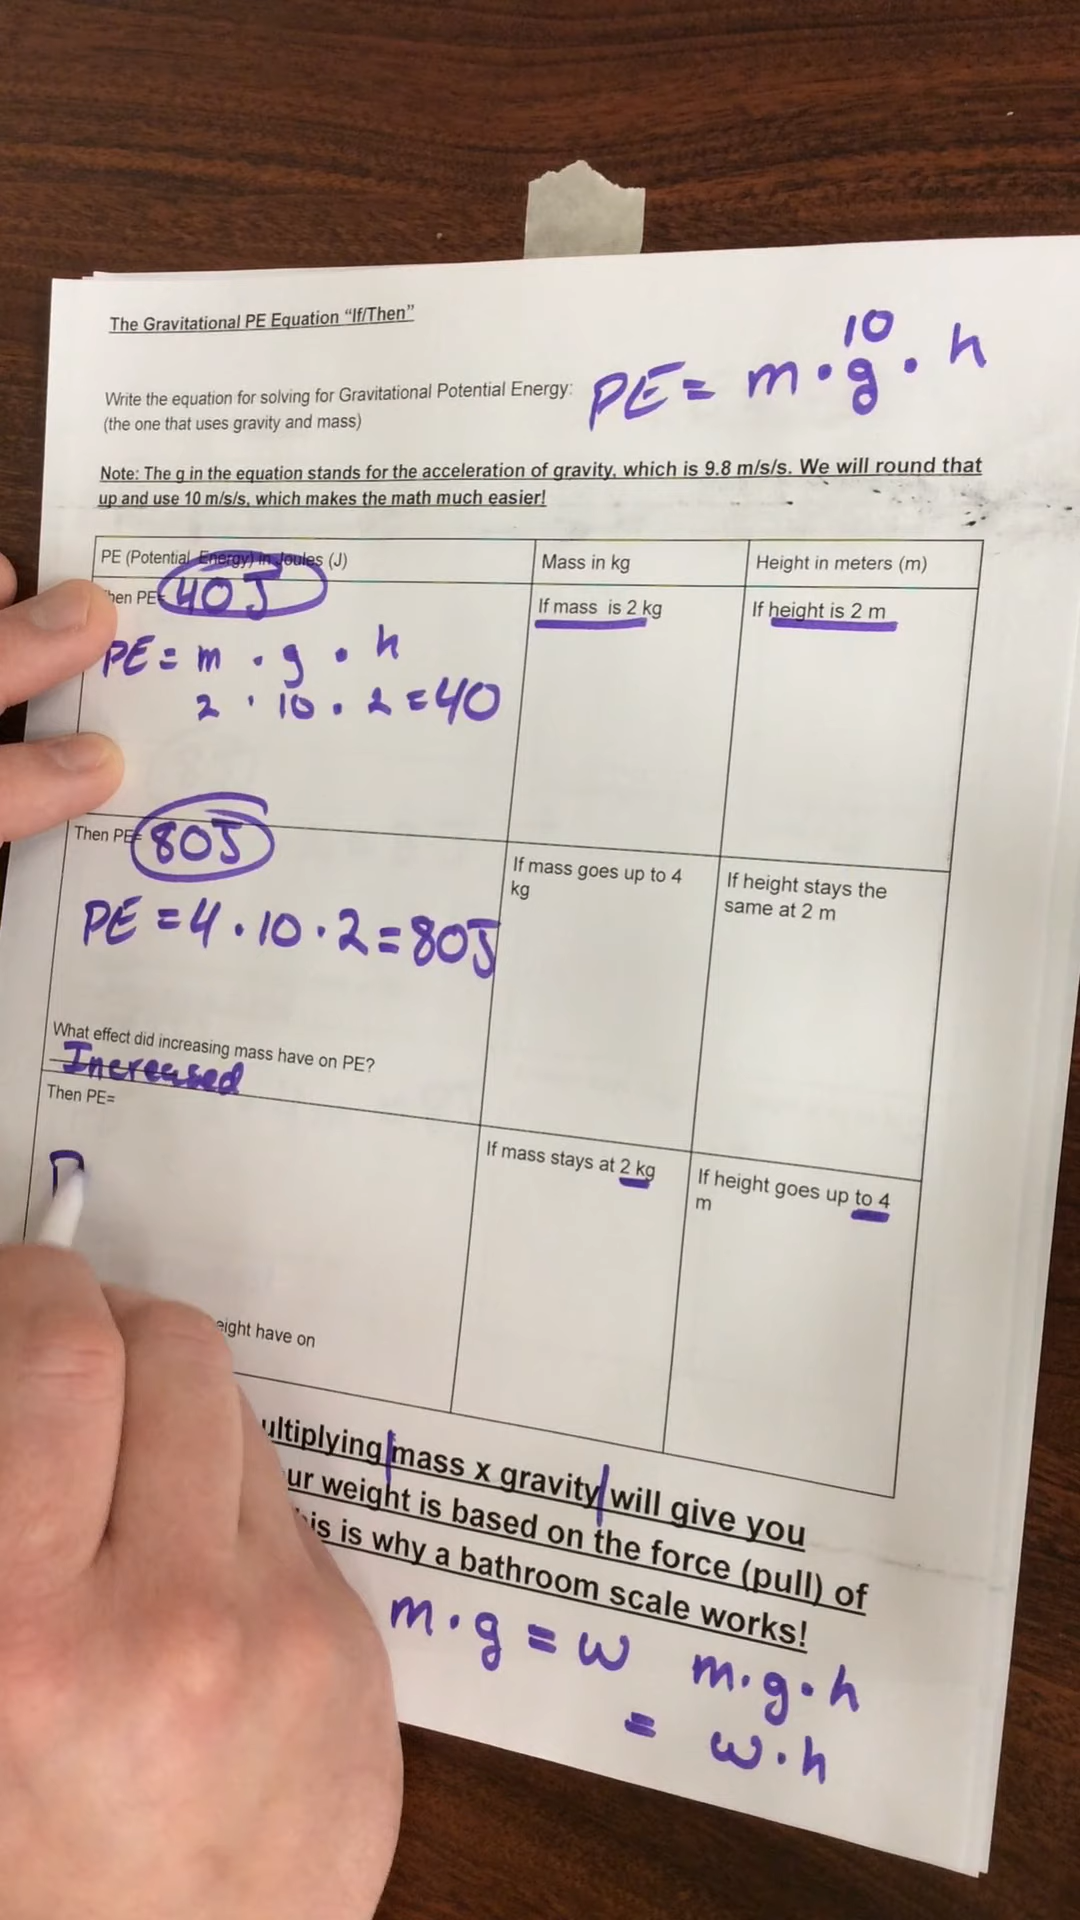 The Gravitational PE Equation “If/Then”
10
Write the equation for solving for Gravitational Potential Energy: PE = m · g · h
(the one that uses gravity and mass)
Note: The g in the equation stands for the acceleration of gravity, which is 9.8 m/s/s. We will round that
up and use 10 m/s/s, which makes the math much easier!
PE (Potential Energy) in Joules (J)
Mass in kg
Height in meters (m)
hen PE= 40J
If mass is 2 kg
If height is 2 m
PE = m · g · h
2 · 10 · 2 = 40
Then PE= 80J
If mass goes up to 4
kg
If height stays the
same at 2 m
PE = 4 · 10 · 2 = 80J
What effect did increasing mass have on PE?
Increased
Then PE=
If mass stays at 2 kg
If height goes up to 4
m
eight have on
ultiplying mass x gravity will give you
ur weight is based on the force (pull) of
is is why a bathroom scale works!
m · g = w
m · g · h
= w · h